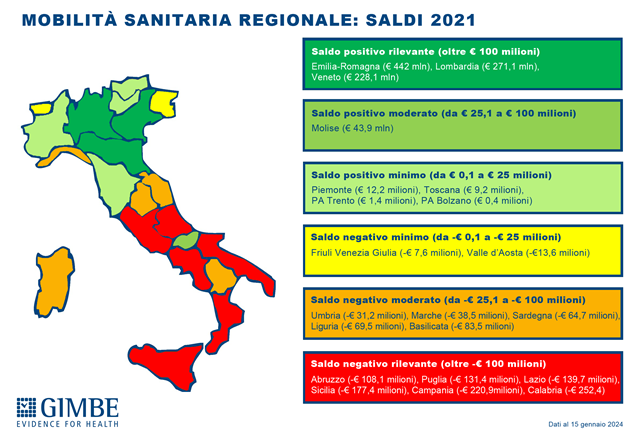 MOBILITÀ SANITARIA REGIONALE: SALDI 2021
Saldo positivo rilevante (oltre € 100 milioni)
Emilia-Romagna (€ 442 mln), Lombardia (€ 271,1 mln),
Veneto (€ 228,1 mln)
Saldo positivo moderato (da € 25,1 a € 100 milioni)
Molise (€ 43,9 mln)
Saldo positivo minimo (da € 0,1 a € 25 milioni)
Piemonte (€ 12,2 milioni), Toscana (€ 9,2 milioni),
PA Trento (€ 1,4 milioni), PA Bolzano (€ 0,4 milioni)
Saldo negativo minimo (da -€ 0,1 a -€ 25 milioni)
Friuli Venezia Giulia (-€ 7,6 milioni), Valle d’Aosta (-€13,6 milioni)
Saldo negativo moderato (da -€ 25,1 a -€ 100 milioni)
Umbria (-€ 31,2 milioni), Marche (-€ 38,5 milioni), Sardegna (-€ 64,7 milioni),
Liguria (-€ 69,5 milioni), Basilicata (-€ 83,5 milioni)
Saldo negativo rilevante (oltre -€ 100 milioni)
Abruzzo (-€ 108,1 milioni), Puglia (-€ 131,4 milioni), Lazio (-€ 139,7 milioni),
Sicilia (-€ 177,4 milioni), Campania (-€ 220,9milioni), Calabria (-€ 252,4)
GIMBE
EVIDENCE FOR HEALTH
Dati al 15 gennaio 2024